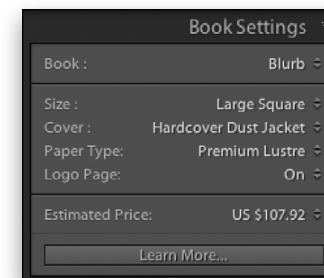 Book Settings
Book : Blurb
Size : Large Square
Cover : Hardcover Dust Jacket
Paper Type: Premium Lustre
Logo Page: On
Estimated Price: US $107.92
Learn More...